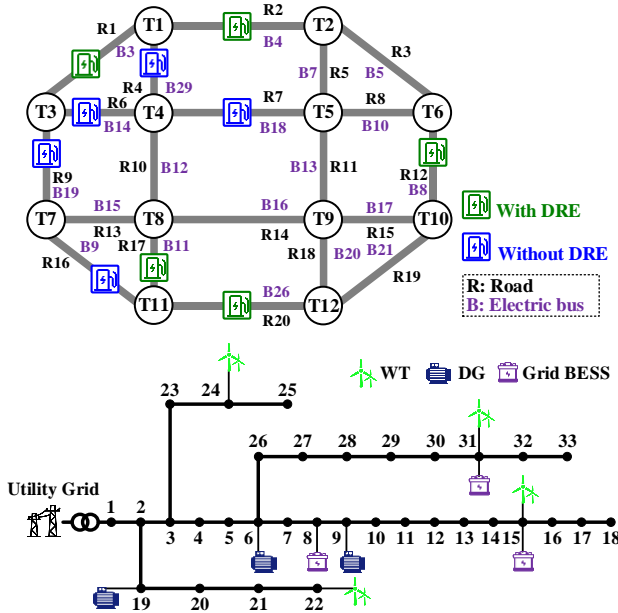 R2
T1 T2
R1 B3 B4 R3
B7 R5 B5
R4 B29
T3 R6 T4 R7 T5 R8 T6
B14 B18 B10
R9 R10 B12 B13 R11 R12
B19 B8
With DRE
B15 B16 B17
T7 T8 T9 T10
R13 R14 R15
B9 R17 B11 R18 B20 B21
Without DRE
R16 R19
B26
T11 T12
R20
R: Road
B: Electric bus
WT DG Grid BESS
23 24 25
26 27 28 29 30 31 32 33
Utility Grid
1 2
3 4 5 6 7 8 9 10 11 12 13 14 15 16 17 18
19 20 21 22